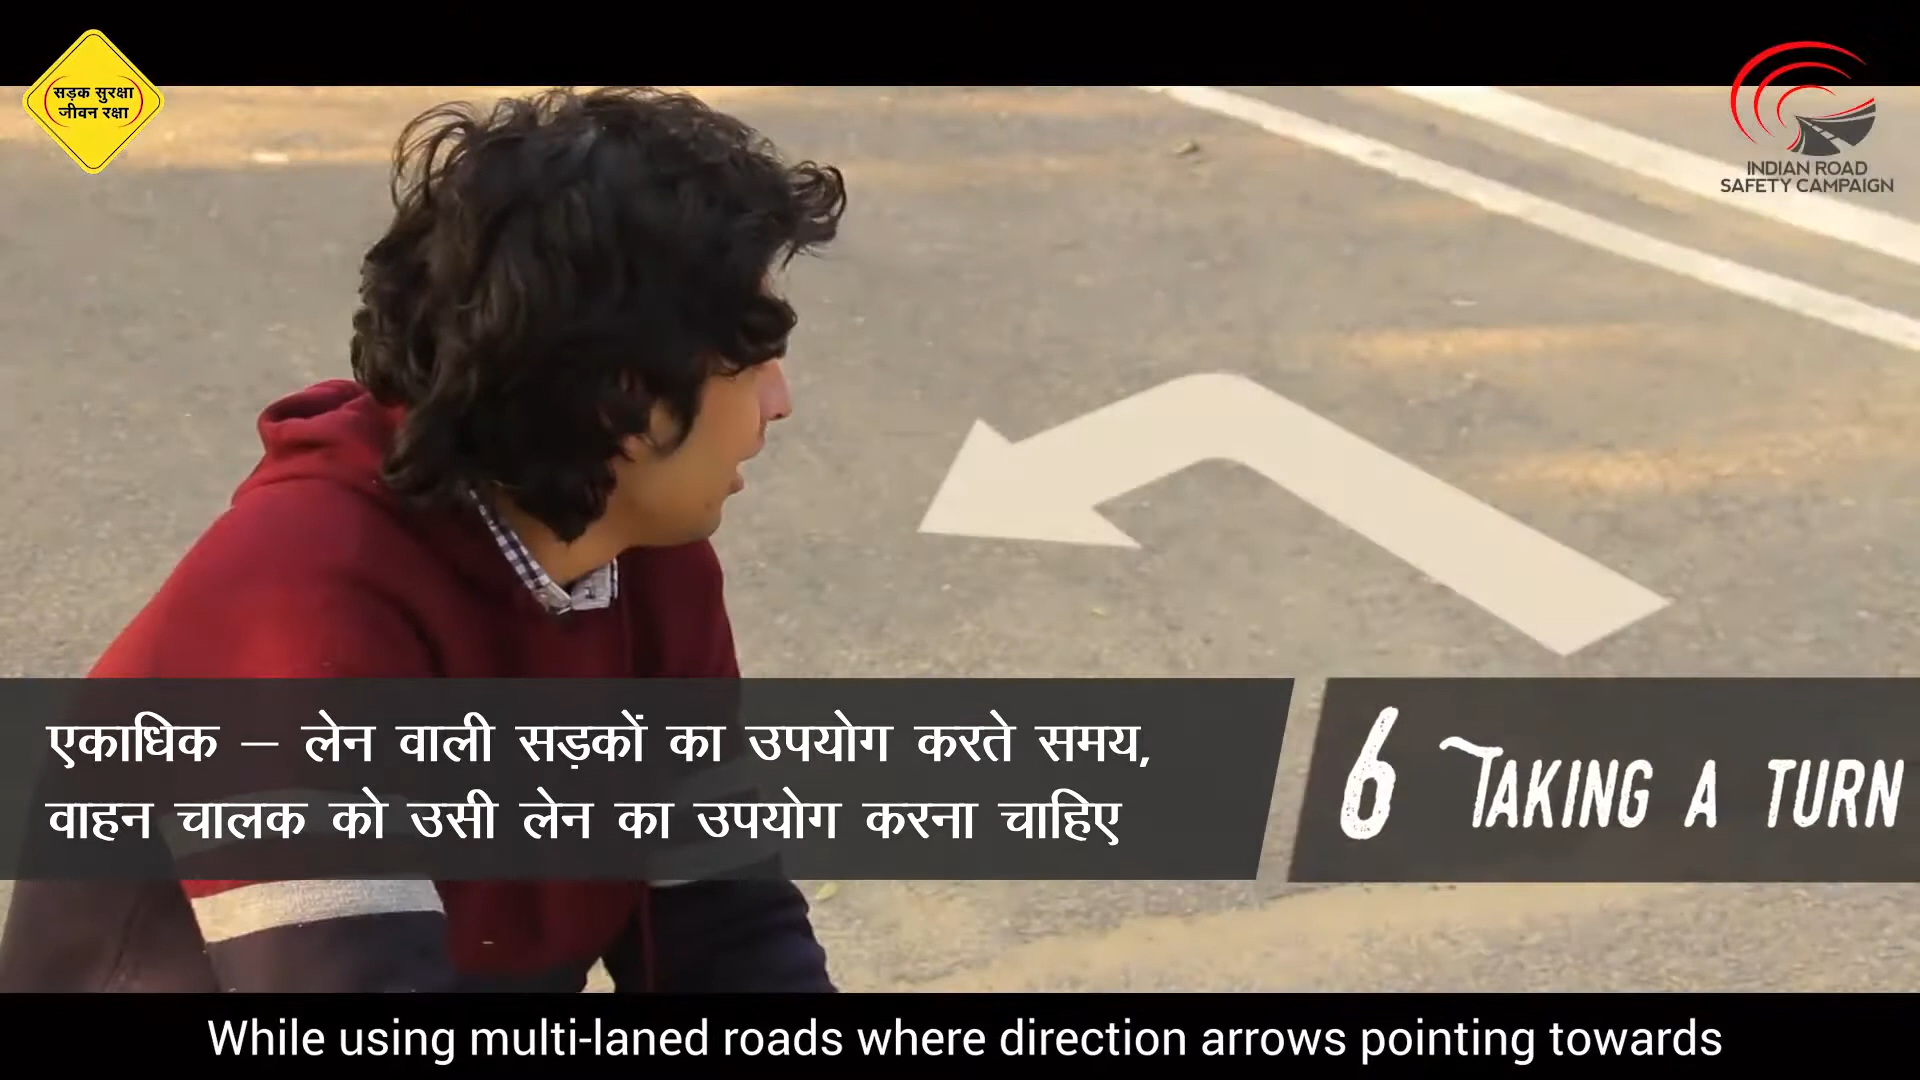 सड़क सुरक्षा
जीवन रक्षा
INDIAN ROAD
SAFETY CAMPAIGN
एकाधिक – लेन वाली सड़कों का उपयोग करते समय,
वाहन चालक को उसी लेन का उपयोग करना चाहिए
6 TAKING A TURN
While using multi-laned roads where direction arrows pointing towards